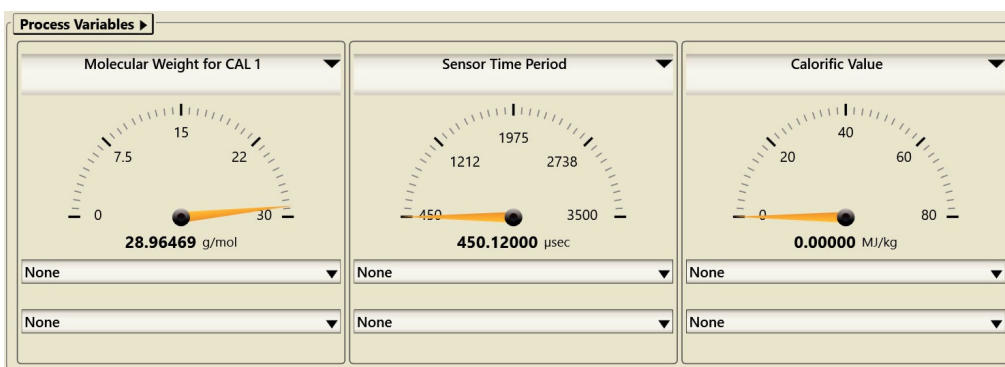 Process Variables
Molecular Weight for CAL 1
15
7.5
22
0
30
28.96469 g/mol
None
None
Sensor Time Period
1975
1212
2738
450
3500
450.12000 µsec
None
None
Calorific Value
40
20
60
0
80
0.00000 MJ/kg
None
None